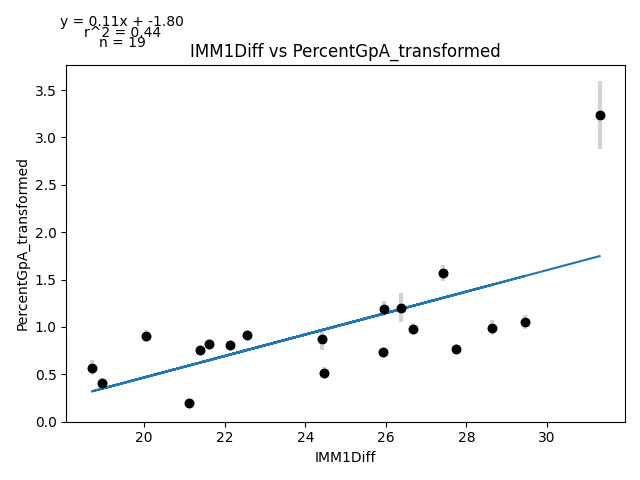 y = 0.11x + -1.80
r^2 = 0.44
n = 19
IMM1Diff vs PercentGpA_transformed
PercentGpA_transformed
3.5
3.0
2.5
2.0
1.5
1.0
0.5
0.0
20 22 24 26 28 30
IMM1Diff